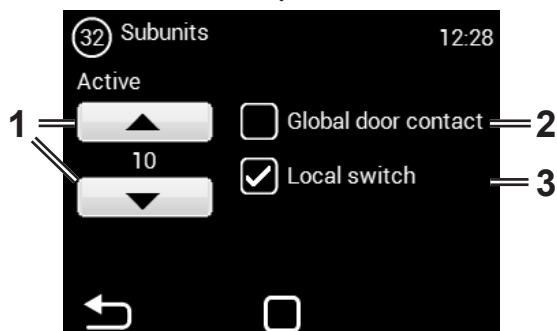 32 Subunits 12:28
Active
1
Global door contact 2
10
Local switch 3